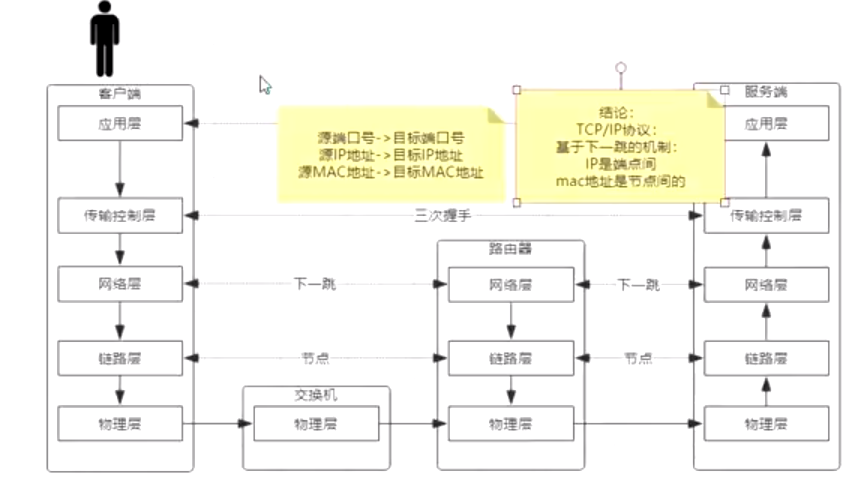 客户端
服务端
应用层
应用层
源端口号->目标端口号
源IP地址->目标IP地址
源MAC地址->目标MAC地址
结论：
TCP/IP协议：
基于下一跳的机制：
IP是端点间
mac地址是节点间的
传输控制层
三次握手
传输控制层
路由器
网络层
下一跳
网络层
下一跳
网络层
链路层
节点
链路层
节点
链路层
交换机
物理层
物理层
物理层
物理层